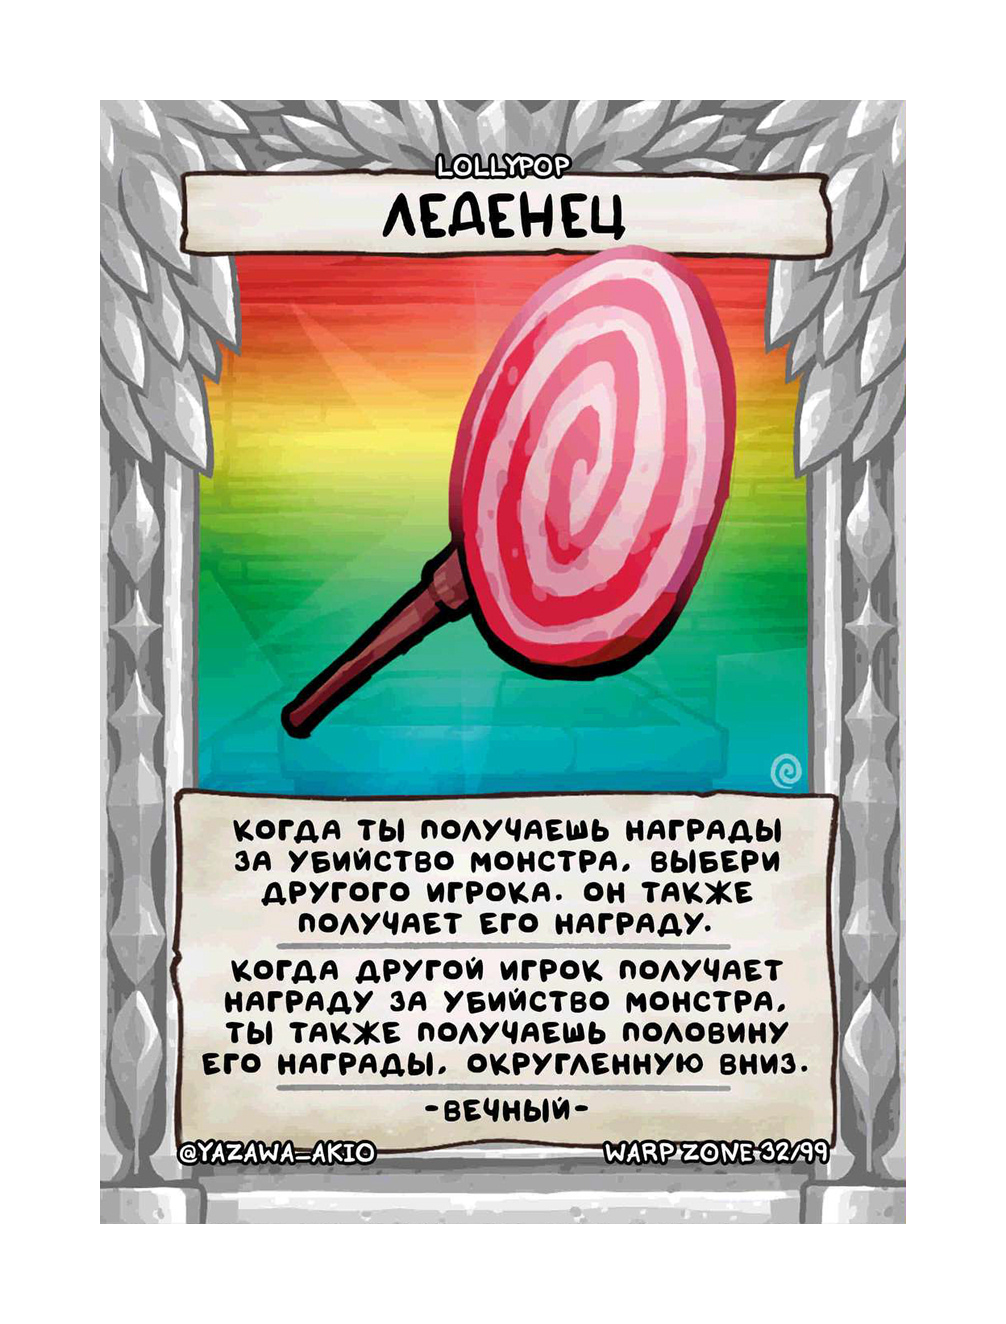 LOLLYPOP
ЛЕДЕНЕЦ
КОГДА ТЫ ПОЛУЧАЕШЬ НАГРАДЫ
ЗА УБИЙСТВО МОНСТРА, ВЫБЕРИ
ДРУГОГО ИГРОКА. ОН ТАКЖЕ
ПОЛУЧАЕТ ЕГО НАГРАДУ.
КОГДА ДРУГОЙ ИГРОК ПОЛУЧАЕТ
НАГРАДУ ЗА УБИЙСТВО МОНСТРА,
ТЫ ТАКЖЕ ПОЛУЧАЕШЬ ПОЛОВИНУ
ЕГО НАГРАДЫ, ОКРУГЛЕННУЮ ВНИЗ.
-ВЕЧНЫЙ-
@YAZAWA_AKIO
WARP ZONE 32/99